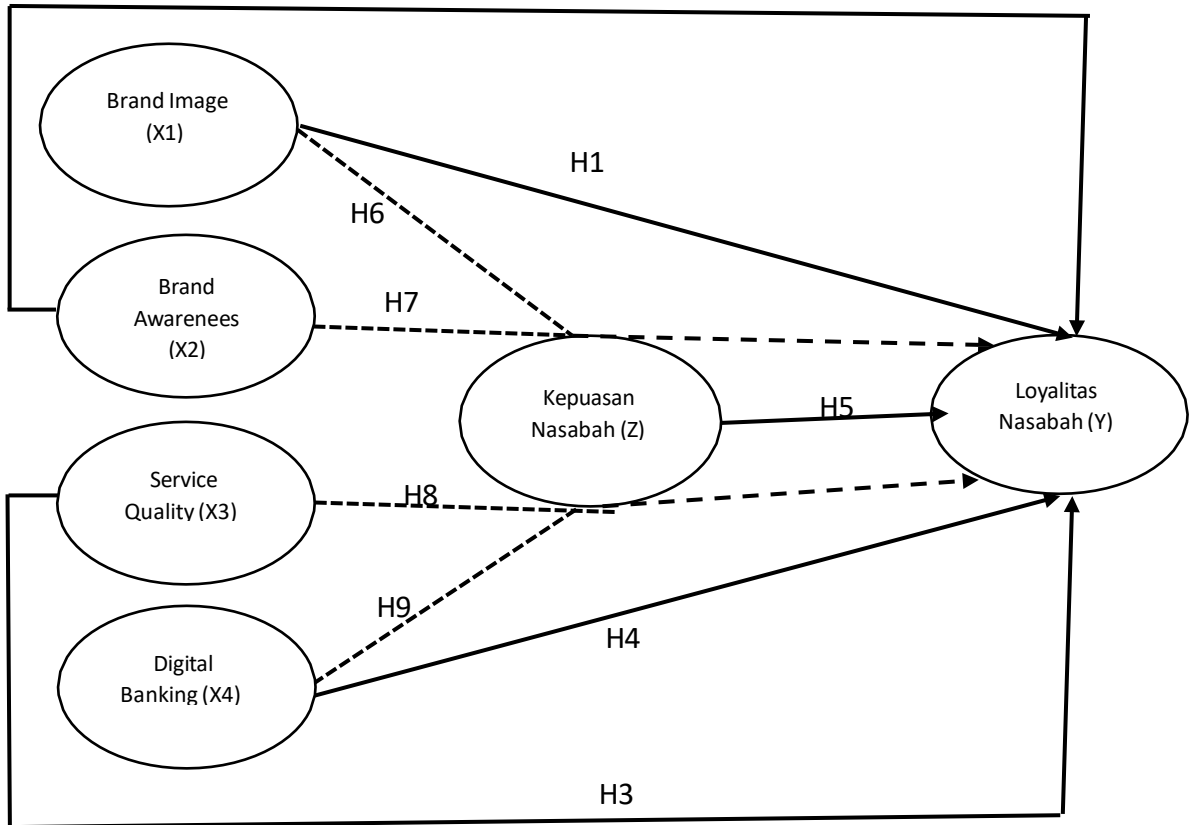 Brand Image
(X1)
H1
H6
Brand
Awarenees
(X2)
H7
Kepuasan
Nasabah (Z)
H5
Loyalitas
Nasabah (Y)
Service
Quality (X3)
H8
H9
H4
Digital
Banking (X4)
H3